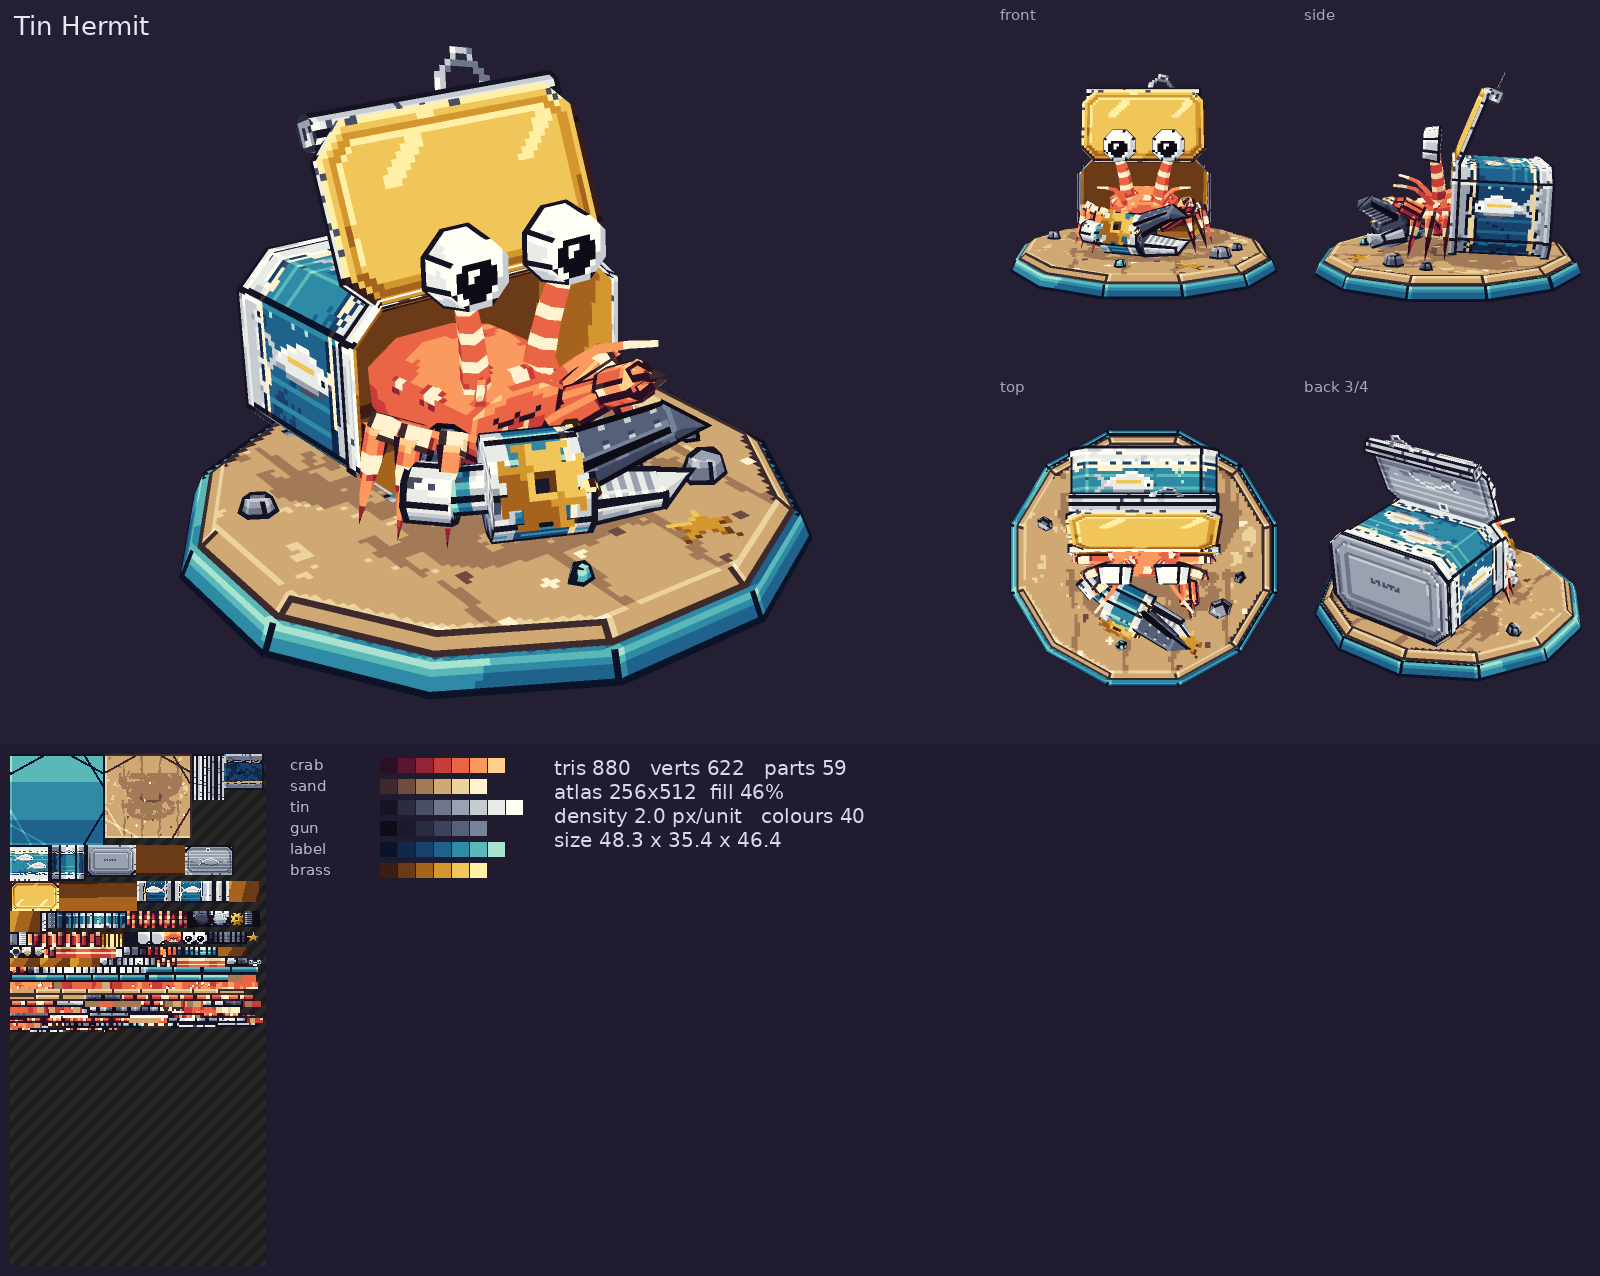 Tin Hermit
front
side
top
back 3/4
crab
sand
tin
gun
label
brass
tris 880 verts 622 parts 59
atlas 256x512 fill 46%
density 2.0 px/unit colours 40
size 48.3 x 35.4 x 46.4